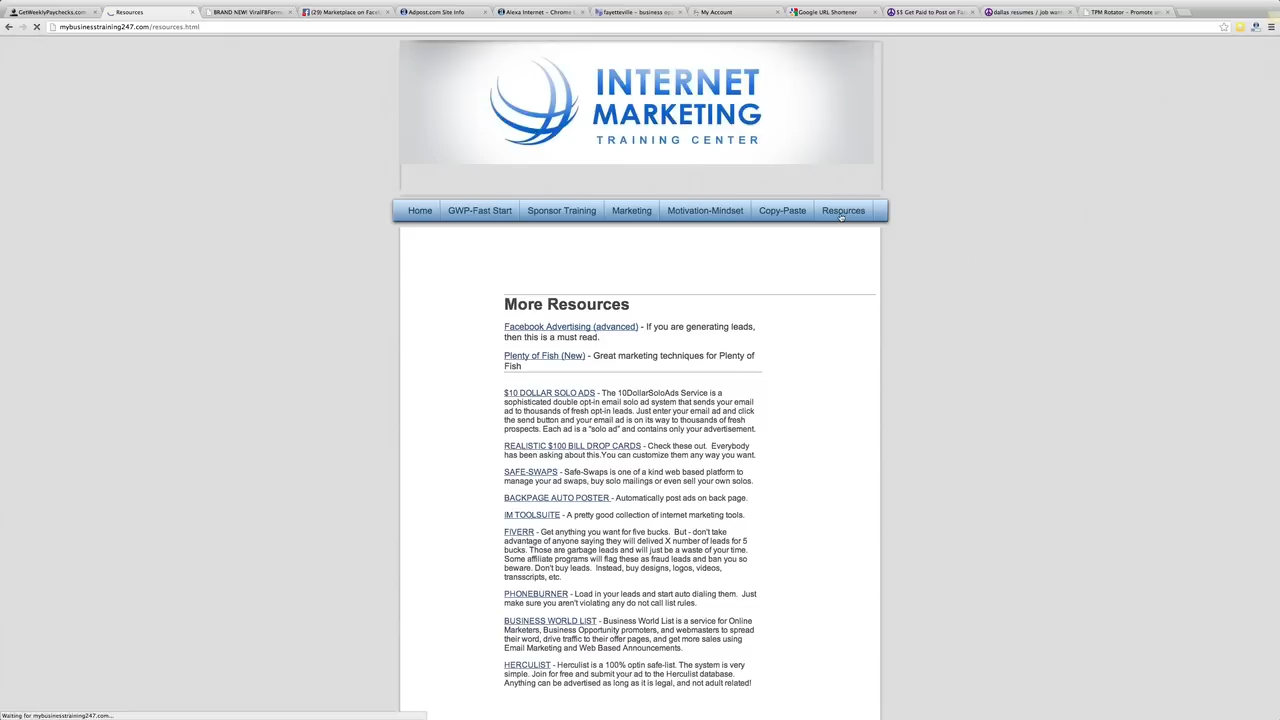 GetWeeklyPaychecks.com
Resources
BRAND NEW! ViralFBForm
(29) Marketplace on Faceb
Adpost.com Site Info
Alexa Internet - Chrome
fayetteville - business op
My Account
Google URL Shortener
$$ Get Paid to Post on Fac
dallas resumes / job wan
TPM Rotator - Promote
mybusinesstraining247.com/resources.html
INTERNET
MARKETING
TRAINING CENTER
Home
GWP-Fast Start
Sponsor Training
Marketing
Motivation-Mindset
Copy-Paste
Resources
More Resources
Facebook Advertising (advanced) - If you are generating leads,
then this is a must read.
Plenty of Fish (New) - Great marketing techniques for Plenty of
Fish
$10 DOLLAR SOLO ADS - The 10DollarSoloAds Service is a
sophisticated double opt-in email solo ad system that sends your email
ad to thousands of fresh opt-in leads. Just enter your email ad and click
the send button and your email ad is on its way to thousands of fresh
prospects. Each ad is a "solo ad" and contains only your advertisement.
REALISTIC $100 BILL DROP CARDS - Check these out. Everybody
has been asking about this.You can customize them any way you want.
SAFE-SWAPS - Safe-Swaps is one of a kind web based platform to
manage your ad swaps, buy solo mailings or even sell your own solos.
BACKPAGE AUTO POSTER - Automatically post ads on back page.
IM TOOLSUITE - A pretty good collection of internet marketing tools.
FIVERR - Get anything you want for five bucks. But - don't take
advantage of anyone saying they will delived X number of leads for 5
bucks. Those are garbage leads and will just be a waste of your time.
Some affiliate programs will flag these as fraud leads and ban you so
beware. Don't buy leads. Instead, buy designs, logos, videos,
transscripts, etc.
PHONEBURNER - Load in your leads and start auto dialing them. Just
make sure you aren't violating any do not call list rules.
BUSINESS WORLD LIST - Business World List is a service for Online
Marketers, Business Opportunity promoters, and webmasters to spread
their word, drive traffic to their offer pages, and get more sales using
Email Marketing and Web Based Announcements.
HERCULIST - Herculist is a 100% optin safe-list. The system is very
simple. Join for free and submit your ad to the Herculist database.
Anything can be advertised as long as it is legal, and not adult related!
Waiting for mybusinesstraining247.com...